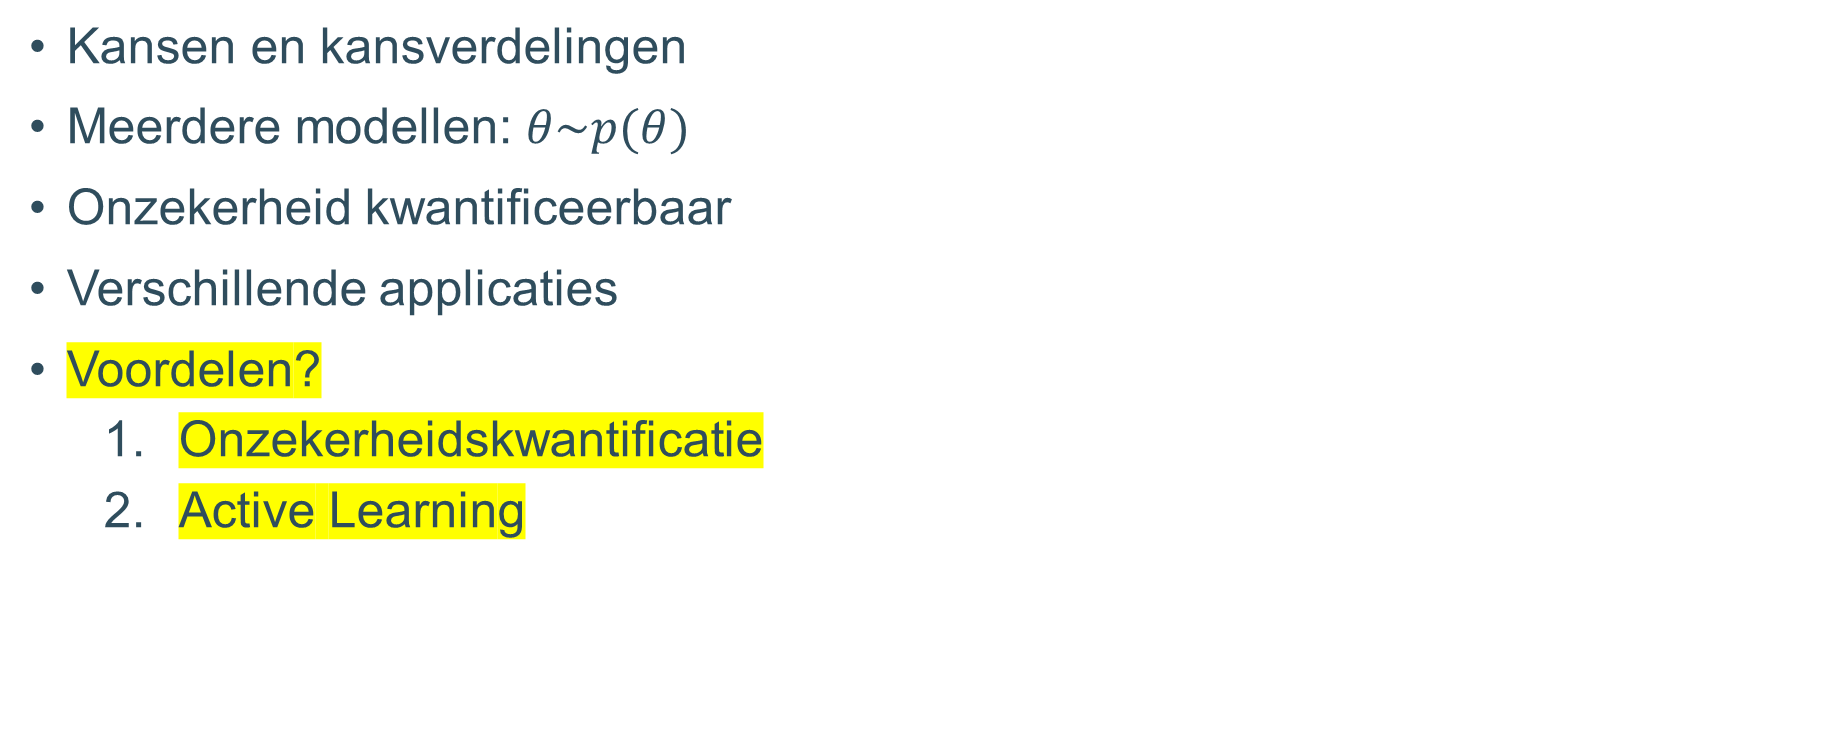 • Kansen en kansverdelingen
• Meerdere modellen: 𝜃~𝑝(𝜃)
• Onzekerheid kwantificeerbaar
• Verschillende applicaties
• Voordelen?
1. Onzekerheidskwantificatie
2. Active Learning